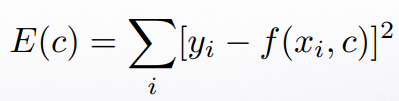 E(c) = ∑_i [y_i − f(x_i, c)]²